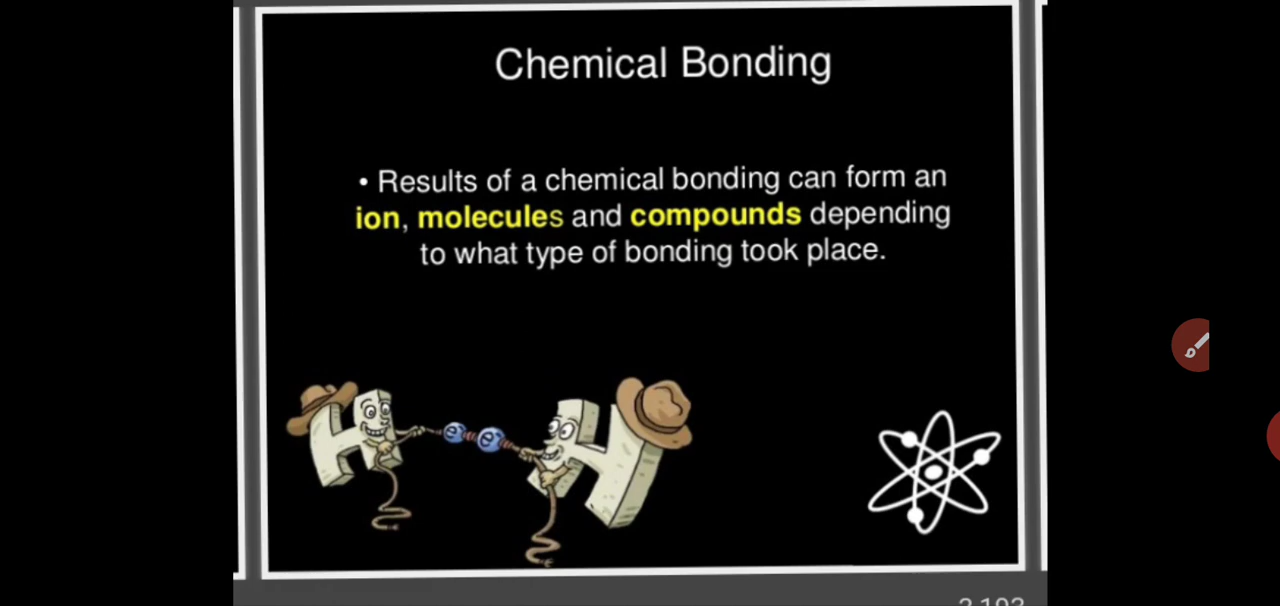 Chemical Bonding
• Results of a chemical bonding can form an
ion, molecules and compounds depending
to what type of bonding took place.
H e e H